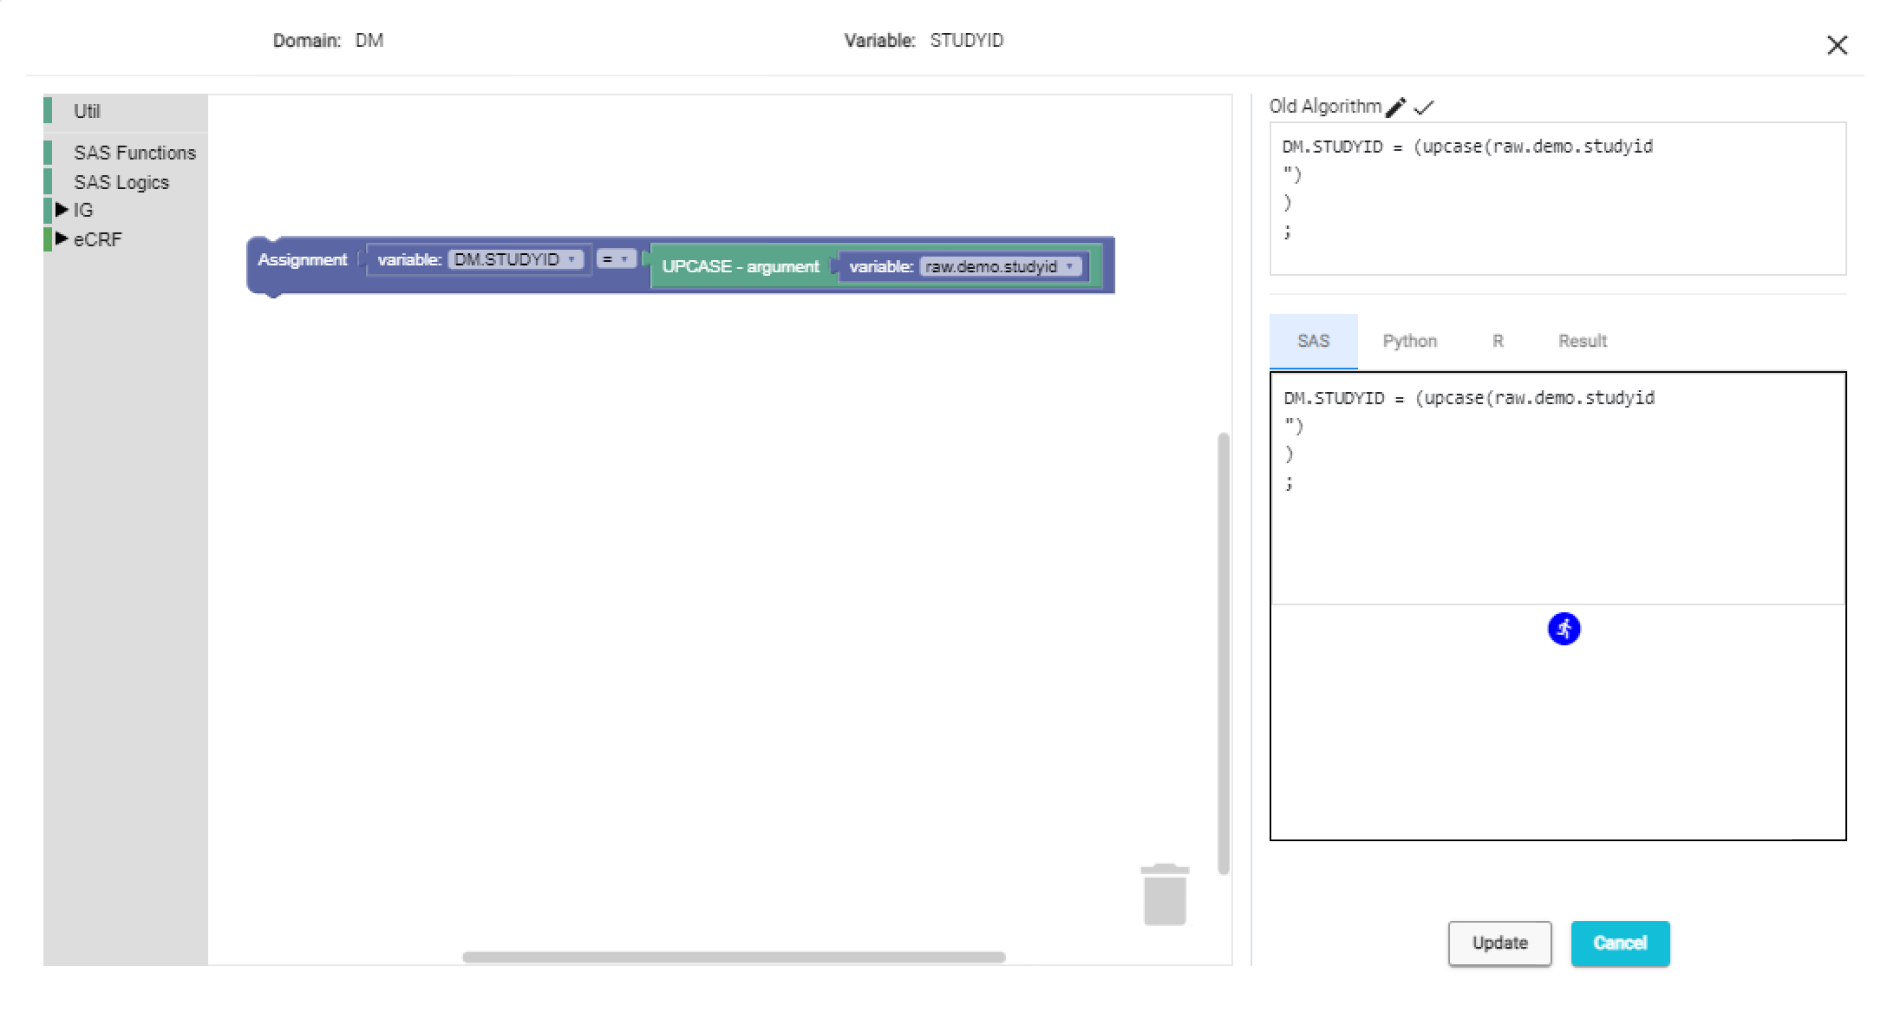 Domain: DM
Variable: STUDYID
Util
SAS Functions
SAS Logics
IG
eCRF
Assignment variable: DM.STUDYID = UPCASE - argument variable: raw.demo.studyid
Old Algorithm
DM.STUDYID = (upcase(raw.demo.studyid
")
)
;
SAS Python R Result
DM.STUDYID = (upcase(raw.demo.studyid
")
)
;
Update Cancel